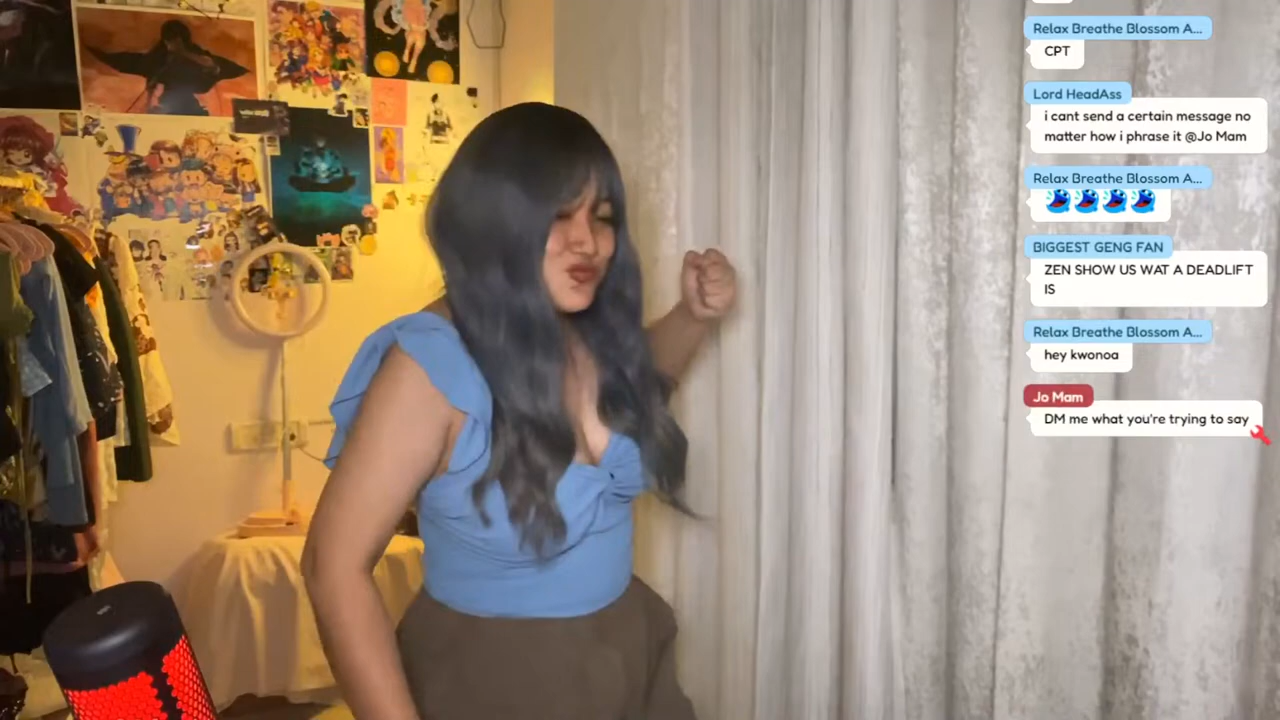 Relax Breathe Blossom A...
CPT
Lord HeadAss
i cant send a certain message no
matter how i phrase it @Jo Mam
Relax Breathe Blossom A...
BIGGEST GENG FAN
ZEN SHOW US WAT A DEADLIFT
IS
Relax Breathe Blossom A...
hey kwonoa
Jo Mam
DM me what you're trying to say